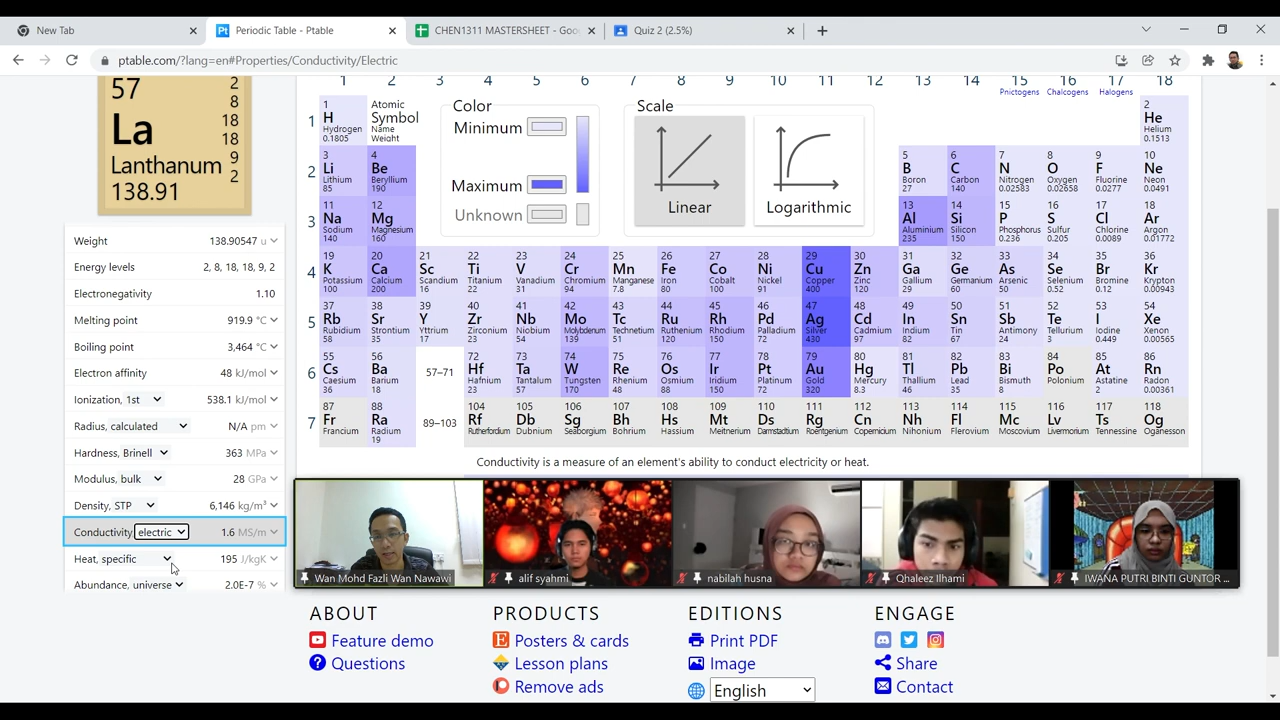 New Tab
Periodic Table - Ptable
CHEN1311 MASTERSHEET - Goo
Quiz 2 (2.5%)
ptable.com/?lang=en#Properties/Conductivity/Electric
57
La
Lanthanum
138.91
2
8
18
18
9
2
Weight 138.90547 u
Energy levels 2, 8, 18, 18, 9, 2
Electronegativity 1.10
Melting point 919.9 °C
Boiling point 3,464 °C
Electron affinity 48 kJ/mol
Ionization, 1st 538.1 kJ/mol
Radius, calculated N/A pm
Hardness, Brinell 363 MPa
Modulus, bulk 28 GPa
Density, STP 6,146 kg/m³
Conductivity electric 1.6 MS/m
Heat, specific 195 J/kgK
Abundance, universe 2.0E-7 %
1 2 3 4 5 6 7 8 9 10 11 12 13 14 15 16 17 18
Pnictogens Chalcogens Halogens
Atomic
Symbol
Name
Weight
Color
Minimum
Maximum
Unknown
Scale
Linear
Logarithmic
1
1 H Hydrogen 0.1805
2 He Helium 0.1513
2
3 Li Lithium 85
4 Be Beryllium 190
5 B Boron 27
6 C Carbon 140
7 N Nitrogen 0.02583
8 O Oxygen 0.02658
9 F Fluorine 0.0277
10 Ne Neon 0.0491
3
11 Na Sodium 140
12 Mg Magnesium 160
13 Al Aluminium 235
14 Si Silicon 150
15 P Phosphorus 0.236
16 S Sulfur 0.205
17 Cl Chlorine 0.0089
18 Ar Argon 0.01772
4
19 K Potassium 100
20 Ca Calcium 200
21 Sc Scandium 16
22 Ti Titanium 22
23 V Vanadium 31
24 Cr Chromium 94
25 Mn Manganese 7.8
26 Fe Iron 80
27 Co Cobalt 100
28 Ni Nickel 91
29 Cu Copper 400
30 Zn Zinc 120
31 Ga Gallium 29
32 Ge Germanium 60
33 As Arsenic 50
34 Se Selenium 0.52
35 Br Bromine 0.12
36 Kr Krypton 0.00943
5
37 Rb Rubidium 58
38 Sr Strontium 35
39 Y Yttrium 17
40 Zr Zirconium 23
41 Nb Niobium 54
42 Mo Molybdenum 139
43 Tc Technetium 51
44 Ru Ruthenium 120
45 Rh Rhodium 150
46 Pd Palladium 72
47 Ag Silver 430
48 Cd Cadmium 97
49 In Indium 82
50 Sn Tin 67
51 Sb Antimony 24
52 Te Tellurium 3
53 I Iodine 0.449
54 Xe Xenon 0.00565
6
55 Cs Caesium 36
56 Ba Barium 18
57–71
72 Hf Hafnium 23
73 Ta Tantalum 57
74 W Tungsten 170
75 Re Rhenium 48
76 Os Osmium 88
77 Ir Iridium 150
78 Pt Platinum 72
79 Au Gold 320
80 Hg Mercury 8.3
81 Tl Thallium 46
82 Pb Lead 35
83 Bi Bismuth 8
84 Po Polonium
85 At Astatine 2
86 Rn Radon 0.00361
7
87 Fr Francium
88 Ra Radium 19
89–103
104 Rf Rutherfordium
105 Db Dubnium
106 Sg Seaborgium
107 Bh Bohrium
108 Hs Hassium
109 Mt Meitnerium
110 Ds Darmstadtium
111 Rg Roentgenium
112 Cn Copernicium
113 Nh Nihonium
114 Fl Flerovium
115 Mc Moscovium
116 Lv Livermorium
117 Ts Tennessine
118 Og Oganesson
Conductivity is a measure of an element's ability to conduct electricity or heat.
Wan Mohd Fazli Wan Nawawi
alif syahmi
nabilah husna
Qhaleez Ilhami
IWANA PUTRI BINTI GUNTOR ...
ABOUT
Feature demo
Questions
PRODUCTS
Posters & cards
Lesson plans
Remove ads
EDITIONS
Print PDF
Image
English
ENGAGE
Share
Contact